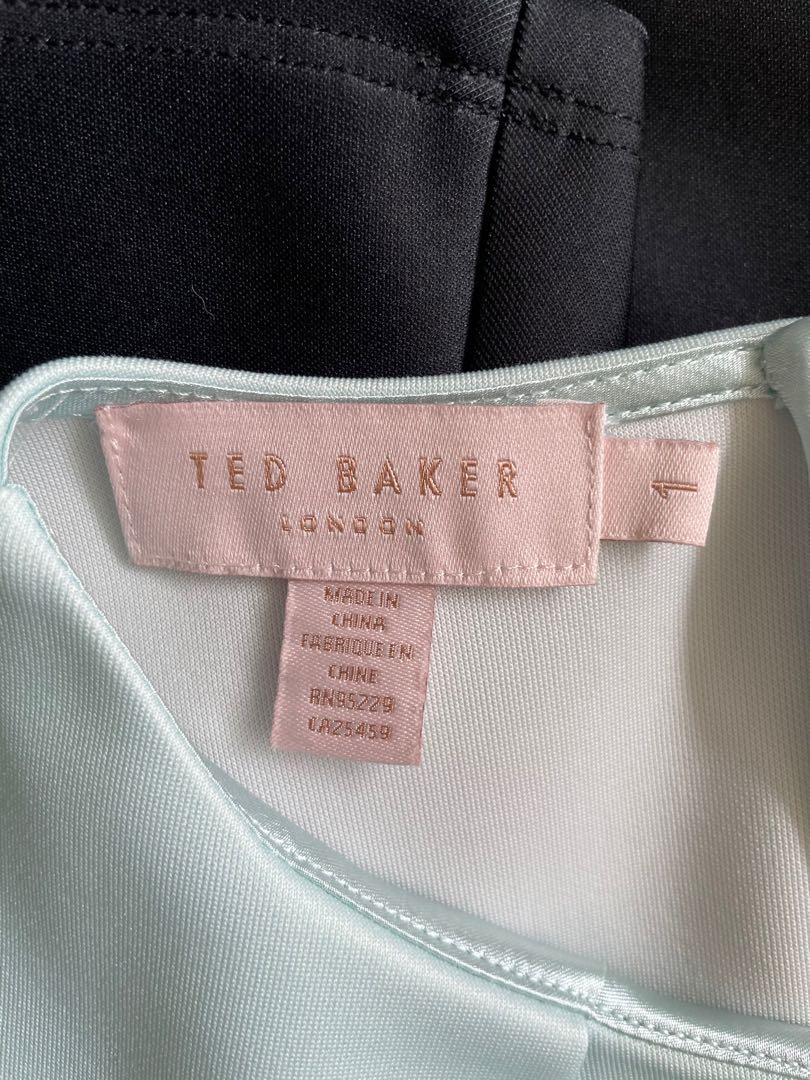 TED BAKER
LONDON
1
MADE IN
CHINA
FABRIQUE EN
CHINE
RN95229
CA25459